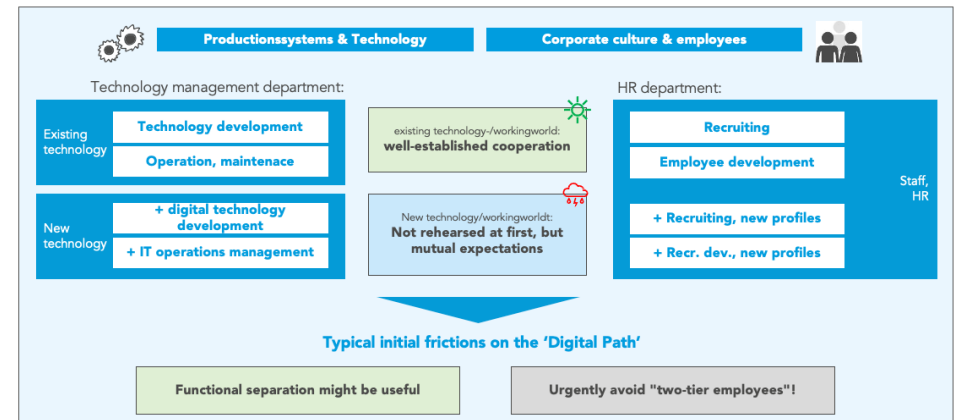 Productionssystems & Technology
Corporate culture & employees
Technology management department:
HR department:
Existing
technology
Technology development
Operation, maintenace
existing technology-/workingworld:
well-established cooperation
Recruiting
Employee development
Staff,
HR
New
technology
+ digital technology
development
+ IT operations management
New technology/workingworldt:
Not rehearsed at first, but
mutual expectations
+ Recruiting, new profiles
+ Recr. dev., new profiles
Typical initial frictions on the ‘Digital Path‘
Functional separation might be useful
Urgently avoid "two-tier employees"!